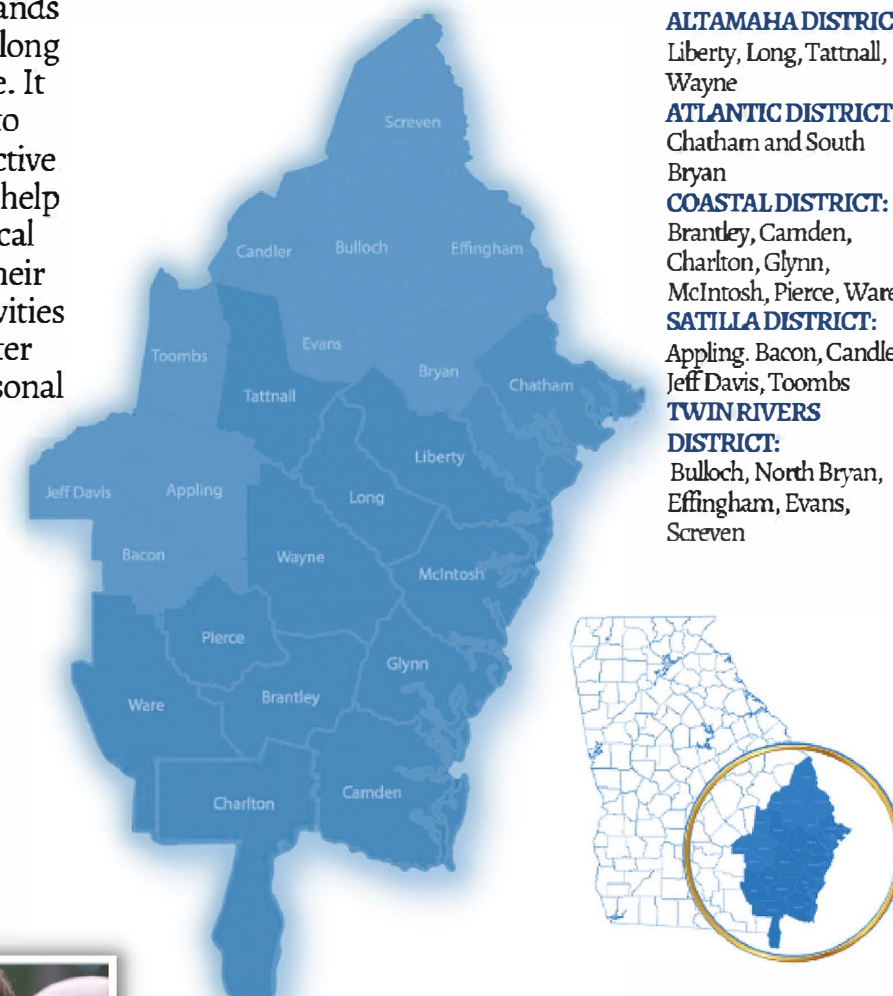 ands
long
e. It
to
ctive
help
cal
heir
vities
ter
sonal
Screven
Candler
Bulloch
Effingham
Toombs
Evans
Bryan
Chatham
Tattnall
Liberty
Jeff Davis
Appling
Long
Bacon
Wayne
McIntosh
Pierce
Glynn
Ware
Brantley
Charlton
Camden
ALTAMAHA DISTRIC
Liberty, Long, Tattnall,
Wayne
ATLANTIC DISTRICT
Chatham and South
Bryan
COASTAL DISTRICT:
Brantley, Camden,
Charlton, Glynn,
McIntosh, Pierce, Ware
SATILLA DISTRICT:
Appling. Bacon, Candle
Jeff Davis, Toombs
TWIN RIVERS
DISTRICT:
Bulloch, North Bryan,
Effingham, Evans,
Screven